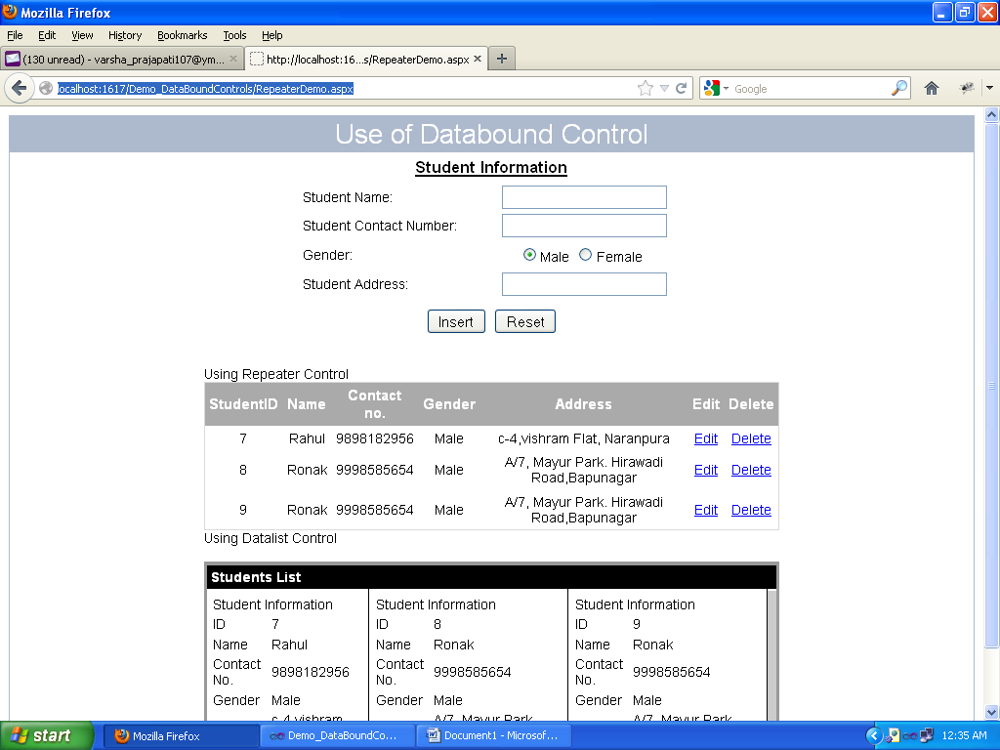 Mozilla Firefox
File Edit View History Bookmarks Tools Help
(130 unread) - varsha_prajapati107@ym... http://localhost:16...s/RepeaterDemo.aspx
localhost:1617/Demo_DataBoundControls/RepeaterDemo.aspx Google
Use of Databound Control
Student Information
Student Name:
Student Contact Number:
Gender: Male Female
Student Address:
Insert Reset
Using Repeater Control
StudentID Name Contact no. Gender Address Edit Delete
7 Rahul 9898182956 Male c-4,vishram Flat, Naranpura Edit Delete
8 Ronak 9998585654 Male A/7, Mayur Park. Hirawadi Road,Bapunagar Edit Delete
9 Ronak 9998585654 Male A/7, Mayur Park. Hirawadi Road,Bapunagar Edit Delete
Using Datalist Control
Students List
Student Information Student Information Student Information
ID 7 ID 8 ID 9
Name Rahul Name Ronak Name Ronak
Contact No. 9898182956 Contact No. 9998585654 Contact No. 9998585654
Gender Male Gender Male Gender Male
c-4,vishram A/7, Mayur Park. A/7, Mayur Park.
start Mozilla Firefox Demo_DataBoundCo... Document1 - Microsof... 12:35 AM